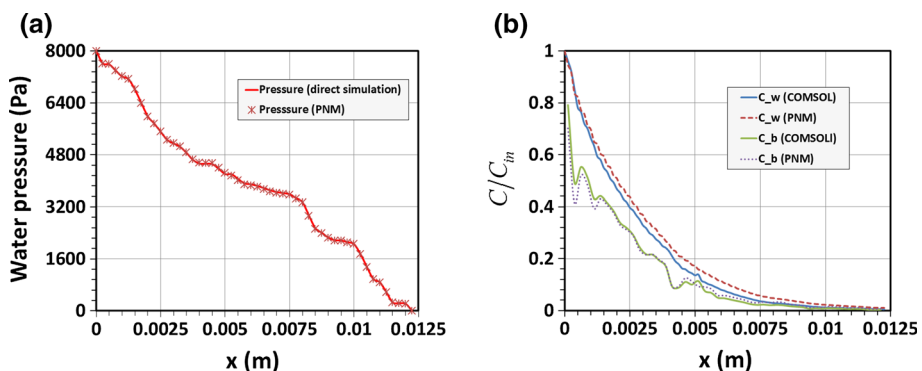 (a)
Water pressure (Pa)
8000
6400
4800
3200
1600
0
Pressure (direct simulation)
Presssure (PNM)
0 0.0025 0.005 0.0075 0.01 0.0125
x (m)
(b)
C/C_in
1
0.8
0.6
0.4
0.2
0
C_w (COMSOL)
C_w (PNM)
C_b (COMSOLI)
C_b (PNM)
0 0.0025 0.005 0.0075 0.01 0.0125
x (m)